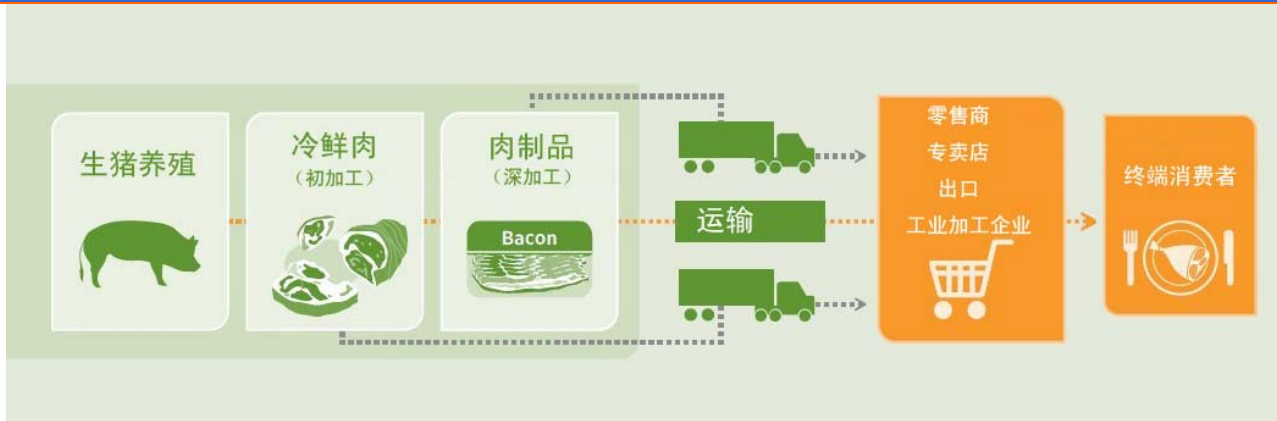 生猪养殖
冷鲜肉
（初加工）
肉制品
（深加工）
Bacon
运输
零售商
专卖店
出口
工业加工企业
终端消费者